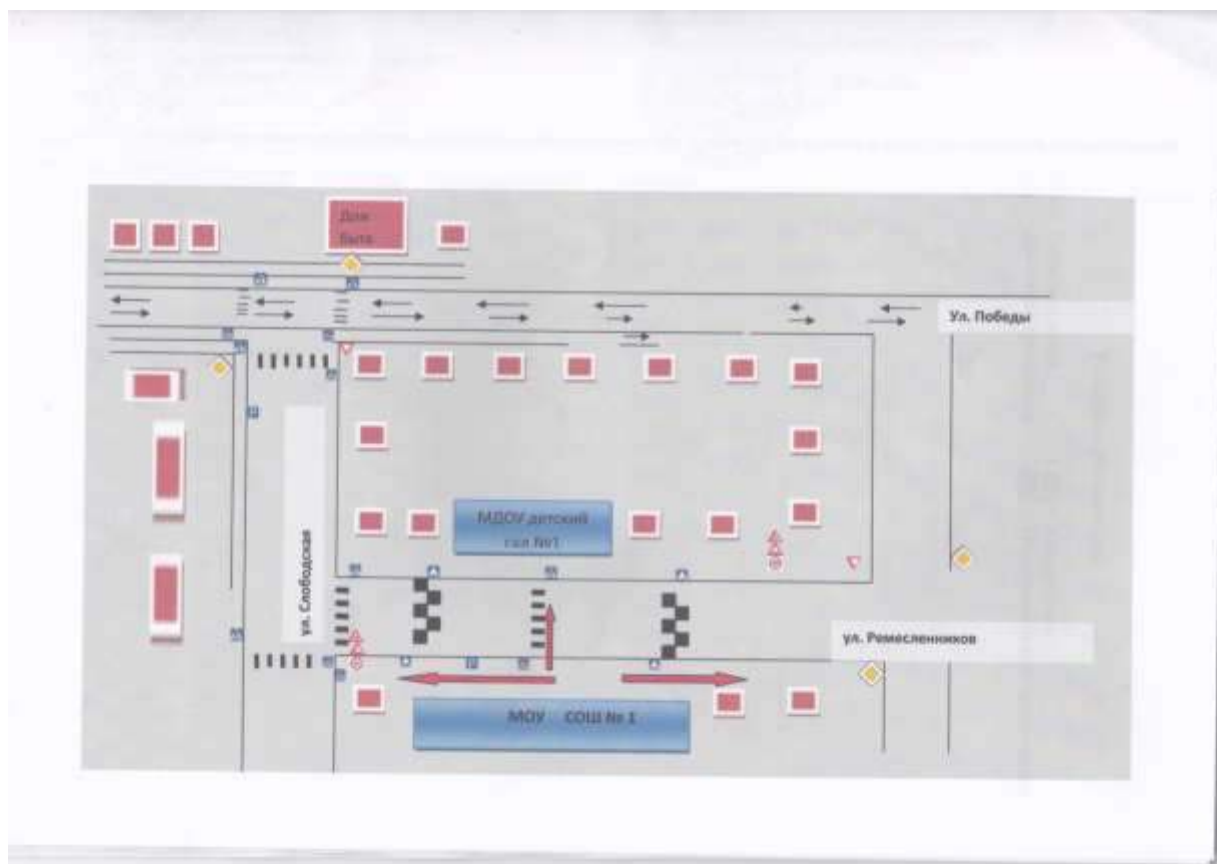 Дом
быта
Ул. Победы
МДОУ детский
сад №1
ул. Слободская
ул. Ремесленников
МОУ СОШ № 1